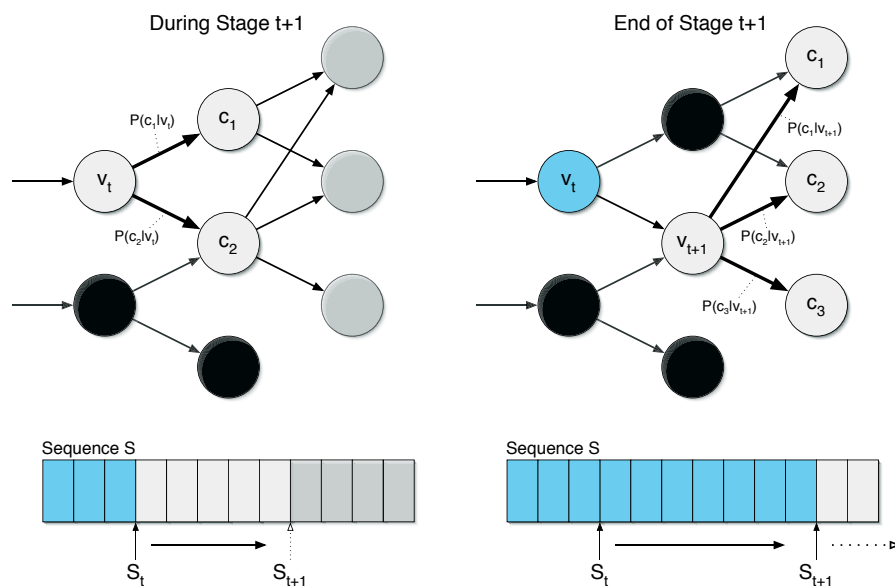 During Stage t+1
c1
P(c1|vt)
vt
P(c2|vt)
c2
Sequence S
St
St+1
End of Stage t+1
c1
P(c1|vt+1)
vt
c2
vt+1
P(c2|vt+1)
P(c3|vt+1)
c3
Sequence S
St
St+1